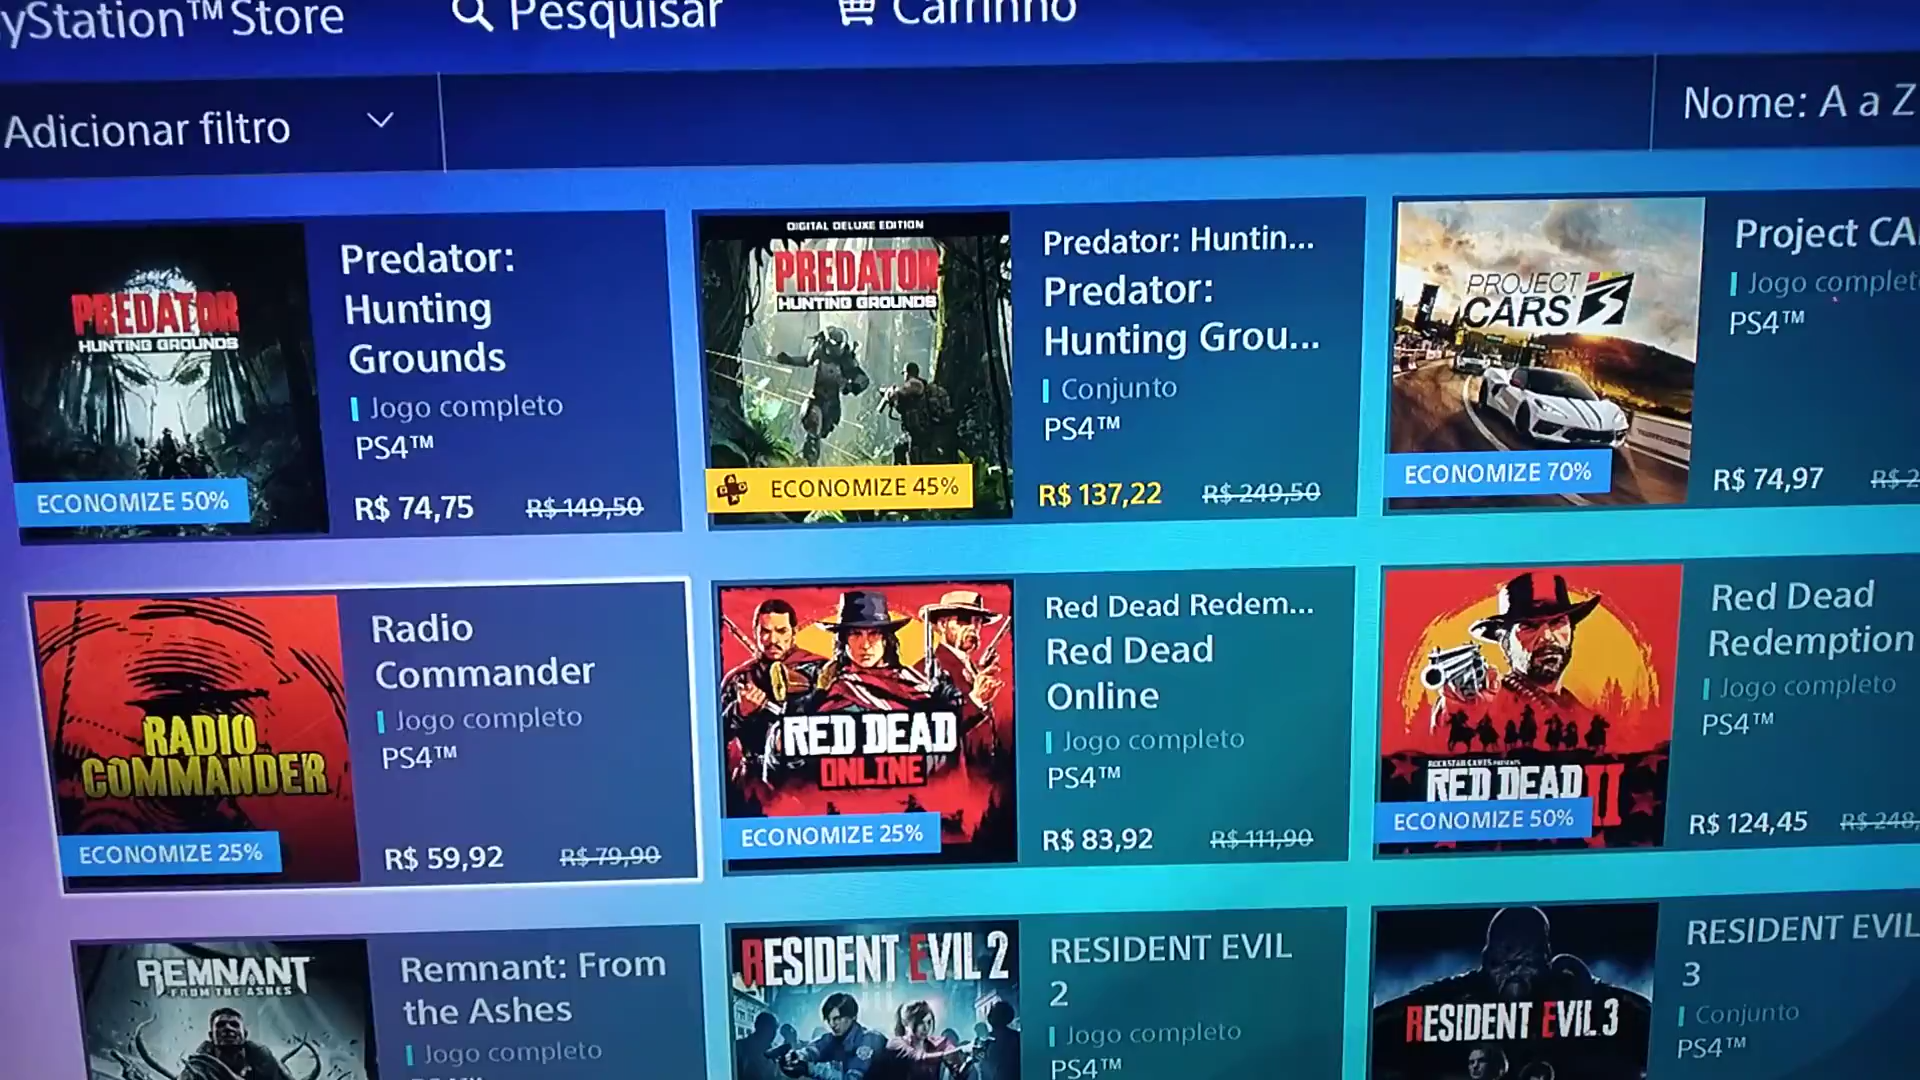 yStation™Store
Pesquisar
Carrinho
Adicionar filtro
Nome: A a Z
PREDATOR
HUNTING GROUNDS
ECONOMIZE 50%
Predator:
Hunting
Grounds
Jogo completo
PS4™
R$ 74,75 R$ 149,50
DIGITAL DELUXE EDITION
PREDATOR
HUNTING GROUNDS
ECONOMIZE 45%
Predator: Huntin...
Predator:
Hunting Grou...
Conjunto
PS4™
R$ 137,22 R$ 249,50
PROJECT
CARS 3
ECONOMIZE 70%
Project CA
Jogo complet
PS4™
R$ 74,97 R$ 2
RADIO
COMMANDER
ECONOMIZE 25%
Radio
Commander
Jogo completo
PS4™
R$ 59,92 R$ 79,90
RED DEAD
ONLINE
ECONOMIZE 25%
Red Dead Redem...
Red Dead
Online
Jogo completo
PS4™
R$ 83,92 R$ 111,90
ROCKSTAR GAMES PRESENTS
RED DEAD II
ECONOMIZE 50%
Red Dead
Redemption
Jogo completo
PS4™
R$ 124,45 R$ 248,
REMNANT
FROM THE ASHES
Remnant: From
the Ashes
Jogo completo
RESIDENT EVIL 2
RESIDENT EVIL
2
Jogo completo
PS4™
RESIDENT EVIL 3
RESIDENT EVIL
3
Conjunto
PS4™